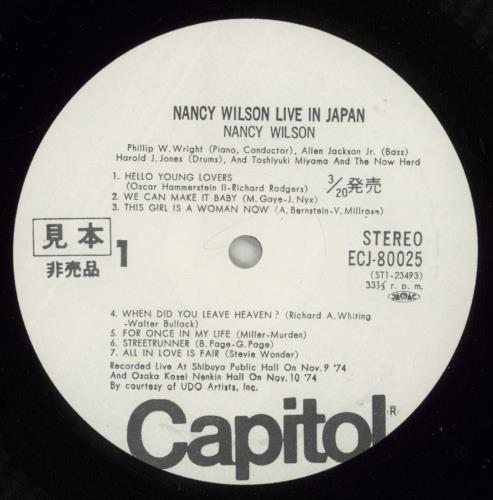 NANCY WILSON LIVE IN JAPAN
NANCY WILSON
Phillip W. Wright (Piano, Conductor), Allen Jackson Jr. (Bass)
Harold J. Jones (Drums), And Toshiyuki Miyama And The Now Herd
1. HELLO YOUNG LOVERS
(Oscar Hammerstein II-Richard Rodgers)
3/20発売
2. WE CAN MAKE IT BABY (M. Gaye-J. Nyx)
3. THIS GIRL IS A WOMAN NOW (A. Bernstein-V. Millrose)
見本
非売品
1
STEREO
ECJ-80025
(ST1-23493)
33⅓ r. p. m.
4. WHEN DID YOU LEAVE HEAVEN? (Richard A. Whiting
-Walter Bullock)
5. FOR ONCE IN MY LIFE (Miller-Murden)
6. STREETRUNNER (B. Page-G. Page)
7. ALL IN LOVE IS FAIR (Stevie Wonder)
Recorded Live At Shibuya Public Hall On Nov. 9 '74
And Osaka Kosei Nenkin Hall On Nov. 10 '74
By courtesy of UDO Artists, Inc.
Capitol®